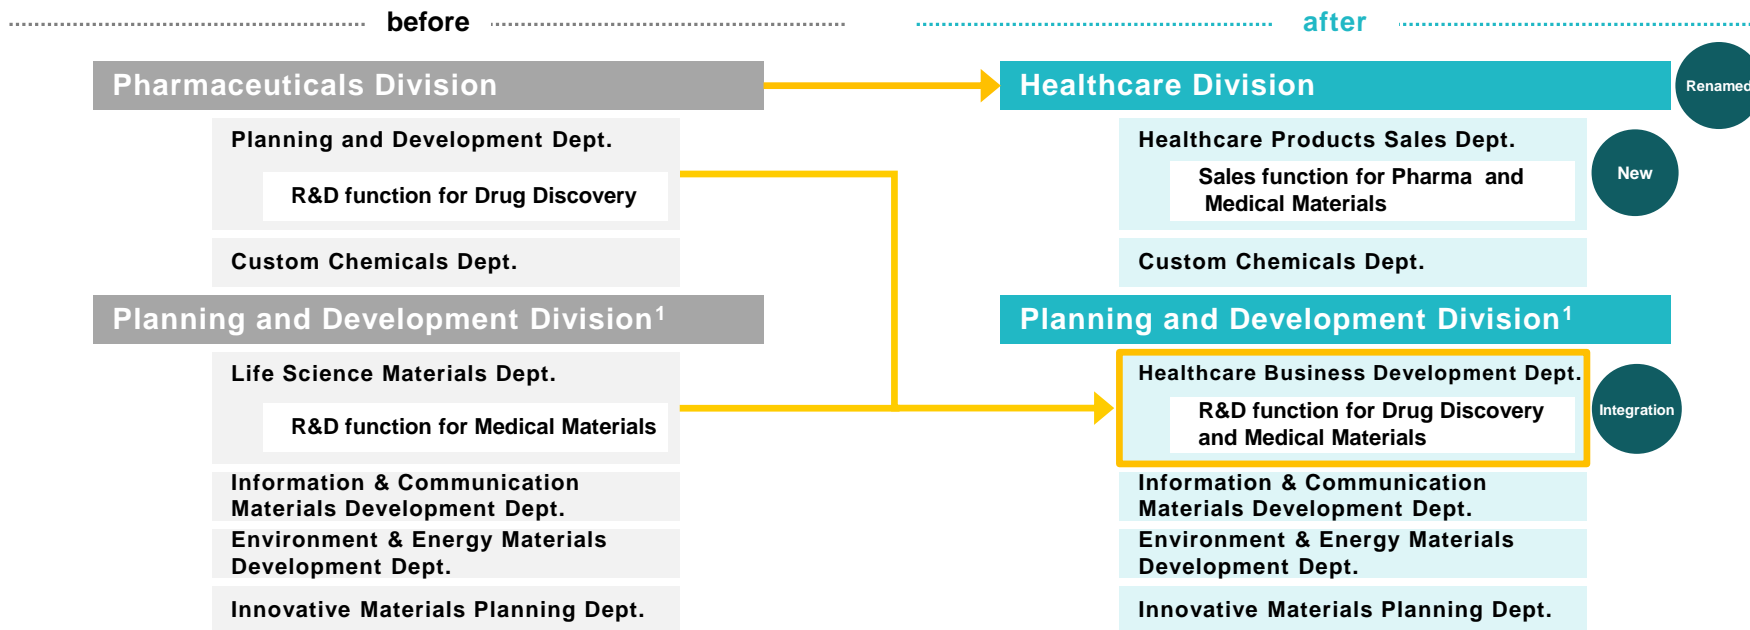 before
after
Pharmaceuticals Division
Planning and Development Dept.
R&D function for Drug Discovery
Custom Chemicals Dept.
Planning and Development Division1
Life Science Materials Dept.
R&D function for Medical Materials
Information & Communication
Materials Development Dept.
Environment & Energy Materials
Development Dept.
Innovative Materials Planning Dept.
Healthcare Division
Renamed
Healthcare Products Sales Dept.
Sales function for Pharma and
Medical Materials
New
Custom Chemicals Dept.
Planning and Development Division1
Healthcare Business Development Dept.
R&D function for Drug Discovery
and Medical Materials
Integration
Information & Communication
Materials Development Dept.
Environment & Energy Materials
Development Dept.
Innovative Materials Planning Dept.